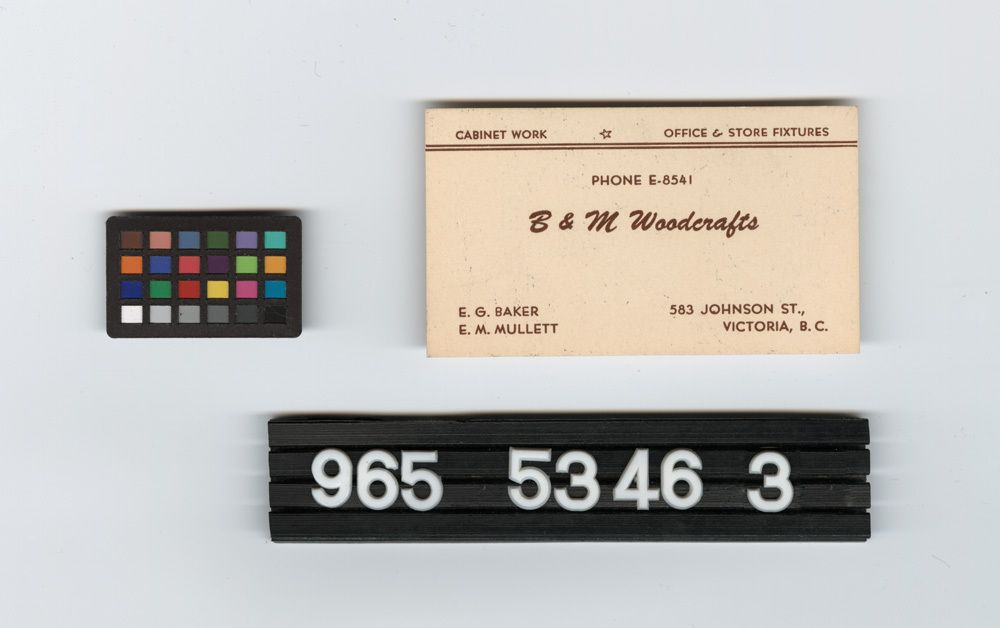 CABINET WORK ☆ OFFICE & STORE FIXTURES
PHONE E-8541
B & M Woodcrafts
E. G. BAKER
E. M. MULLETT
583 JOHNSON ST.,
VICTORIA, B. C.
965 5346 3